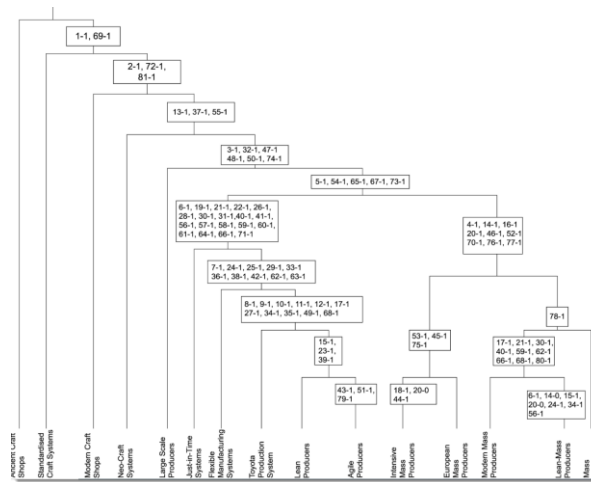 1-1, 69-1
2-1, 72-1,
81-1
13-1, 37-1, 55-1
3-1, 32-1, 47-1
48-1, 50-1, 74-1
5-1, 54-1, 65-1, 67-1, 73-1
6-1, 19-1, 21-1, 22-1, 26-1,
28-1, 30-1, 31-1,40-1, 41-1,
56-1, 57-1, 58-1, 59-1, 60-1,
61-1, 64-1, 66-1, 71-1
4-1, 14-1, 16-1
20-1, 46-1, 52-1
70-1, 76-1, 77-1
7-1, 24-1, 25-1, 29-1, 33-1
36-1, 38-1, 42-1, 62-1, 63-1
8-1, 9-1, 10-1, 11-1, 12-1, 17-1
27-1, 34-1, 35-1, 49-1, 68-1
78-1
15-1,
23-1,
39-1
53-1, 45-1
75-1
17-1, 21-1, 30-1,
40-1, 59-1, 62-1
66-1, 68-1, 80-1
43-1, 51-1,
79-1
18-1, 20-0
44-1
6-1, 14-0, 15-1,
20-0, 24-1, 34-1
56-1
Ancient Craft
Shops
Standardised
Craft Systems
Modern Craft
Shops
Neo-Craft
Systems
Large Scale
Producers
Just-in-Time
Systems
Flexible
Manufacturing
Systems
Toyota
Production
System
Lean
Producers
Agile
Producers
Intensive
Mass
Producers
European
Mass
Producers
Modern Mass
Producers
Lean-Mass
Producers
Mass